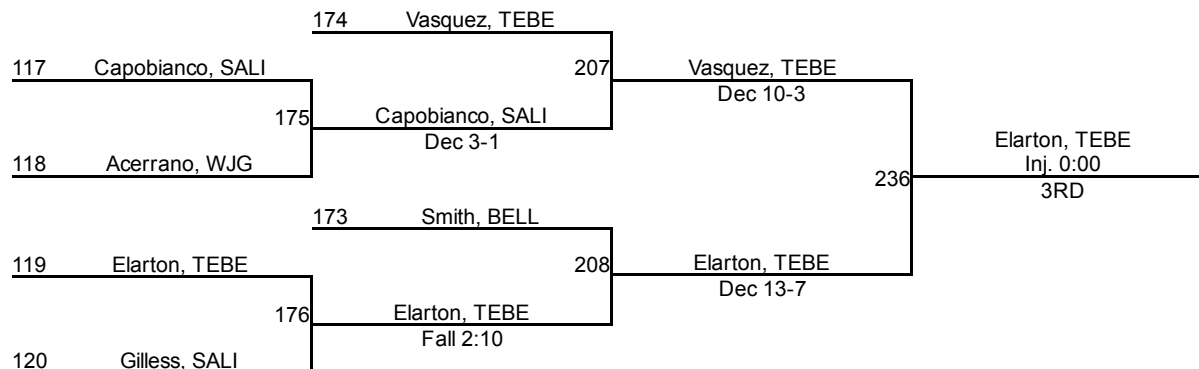 174 Vasquez, TEBE
117 Capobianco, SALI
207 Vasquez, TEBE
Dec 10-3
175 Capobianco, SALI
Dec 3-1
118 Acerrano, WJG
Elarton, TEBE
Inj. 0:00
236
3RD
173 Smith, BELL
119 Elarton, TEBE
208 Elarton, TEBE
Dec 13-7
176 Elarton, TEBE
Fall 2:10
120 Gilless, SALI